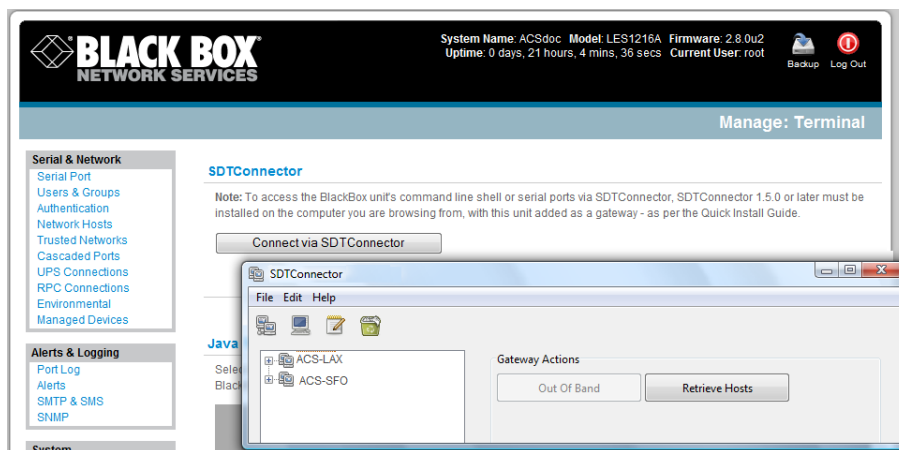 BLACK BOX
NETWORK SERVICES
System Name: ACSdoc Model: LES1216A Firmware: 2.8.0u2
Uptime: 0 days, 21 hours, 4 mins, 36 secs Current User: root
Backup
Log Out
Manage: Terminal
Serial & Network
Serial Port
Users & Groups
Authentication
Network Hosts
Trusted Networks
Cascaded Ports
UPS Connections
RPC Connections
Environmental
Managed Devices
Alerts & Logging
Port Log
Alerts
SMTP & SMS
SNMP
System
SDTConnector
Note: To access the BlackBox unit's command line shell or serial ports via SDTConnector, SDTConnector 1.5.0 or later must be
installed on the computer you are browsing from, with this unit added as a gateway - as per the Quick Install Guide.
Connect via SDTConnector
Java
Selec
Black
SDTConnector
File Edit Help
ACS-LAX
ACS-SFO
Gateway Actions
Out Of Band
Retrieve Hosts